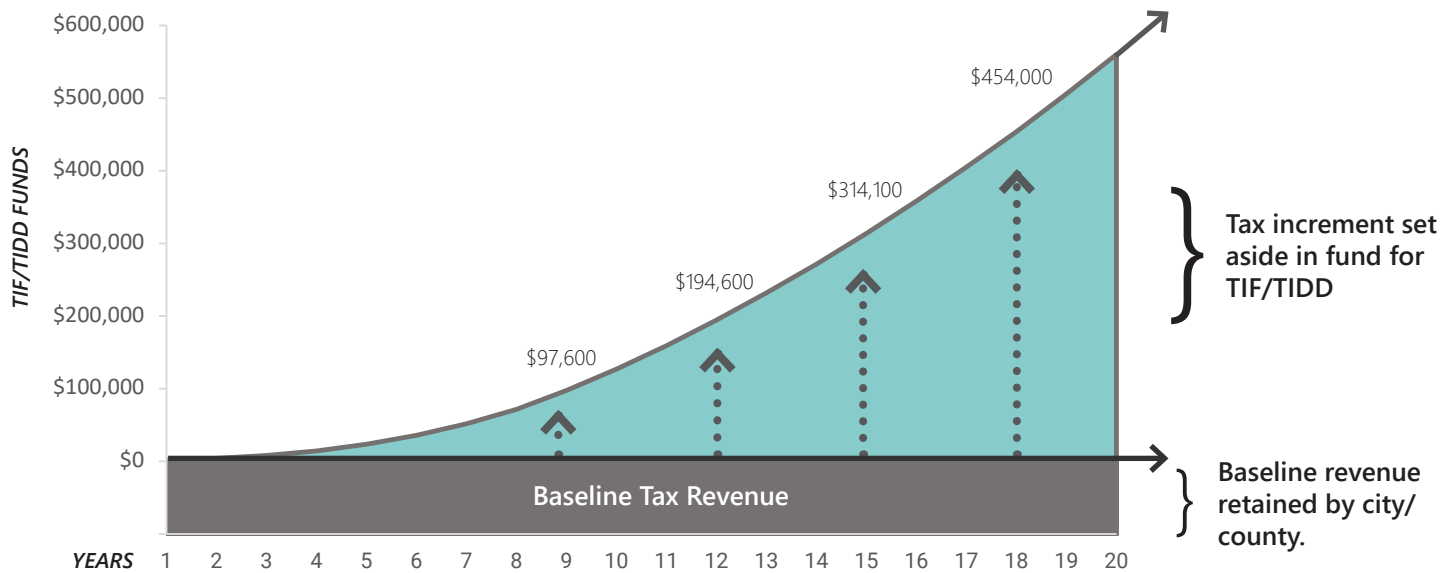 $600,000
$500,000
$400,000
$300,000
$200,000
$100,000
$0
TIF/TIDD FUNDS
$97,600
$194,600
$314,100
$454,000
Tax increment set
aside in fund for
TIF/TIDD
Baseline Tax Revenue
Baseline revenue
retained by city/
county.
YEARS 1 2 3 4 5 6 7 8 9 10 11 12 13 14 15 16 17 18 19 20